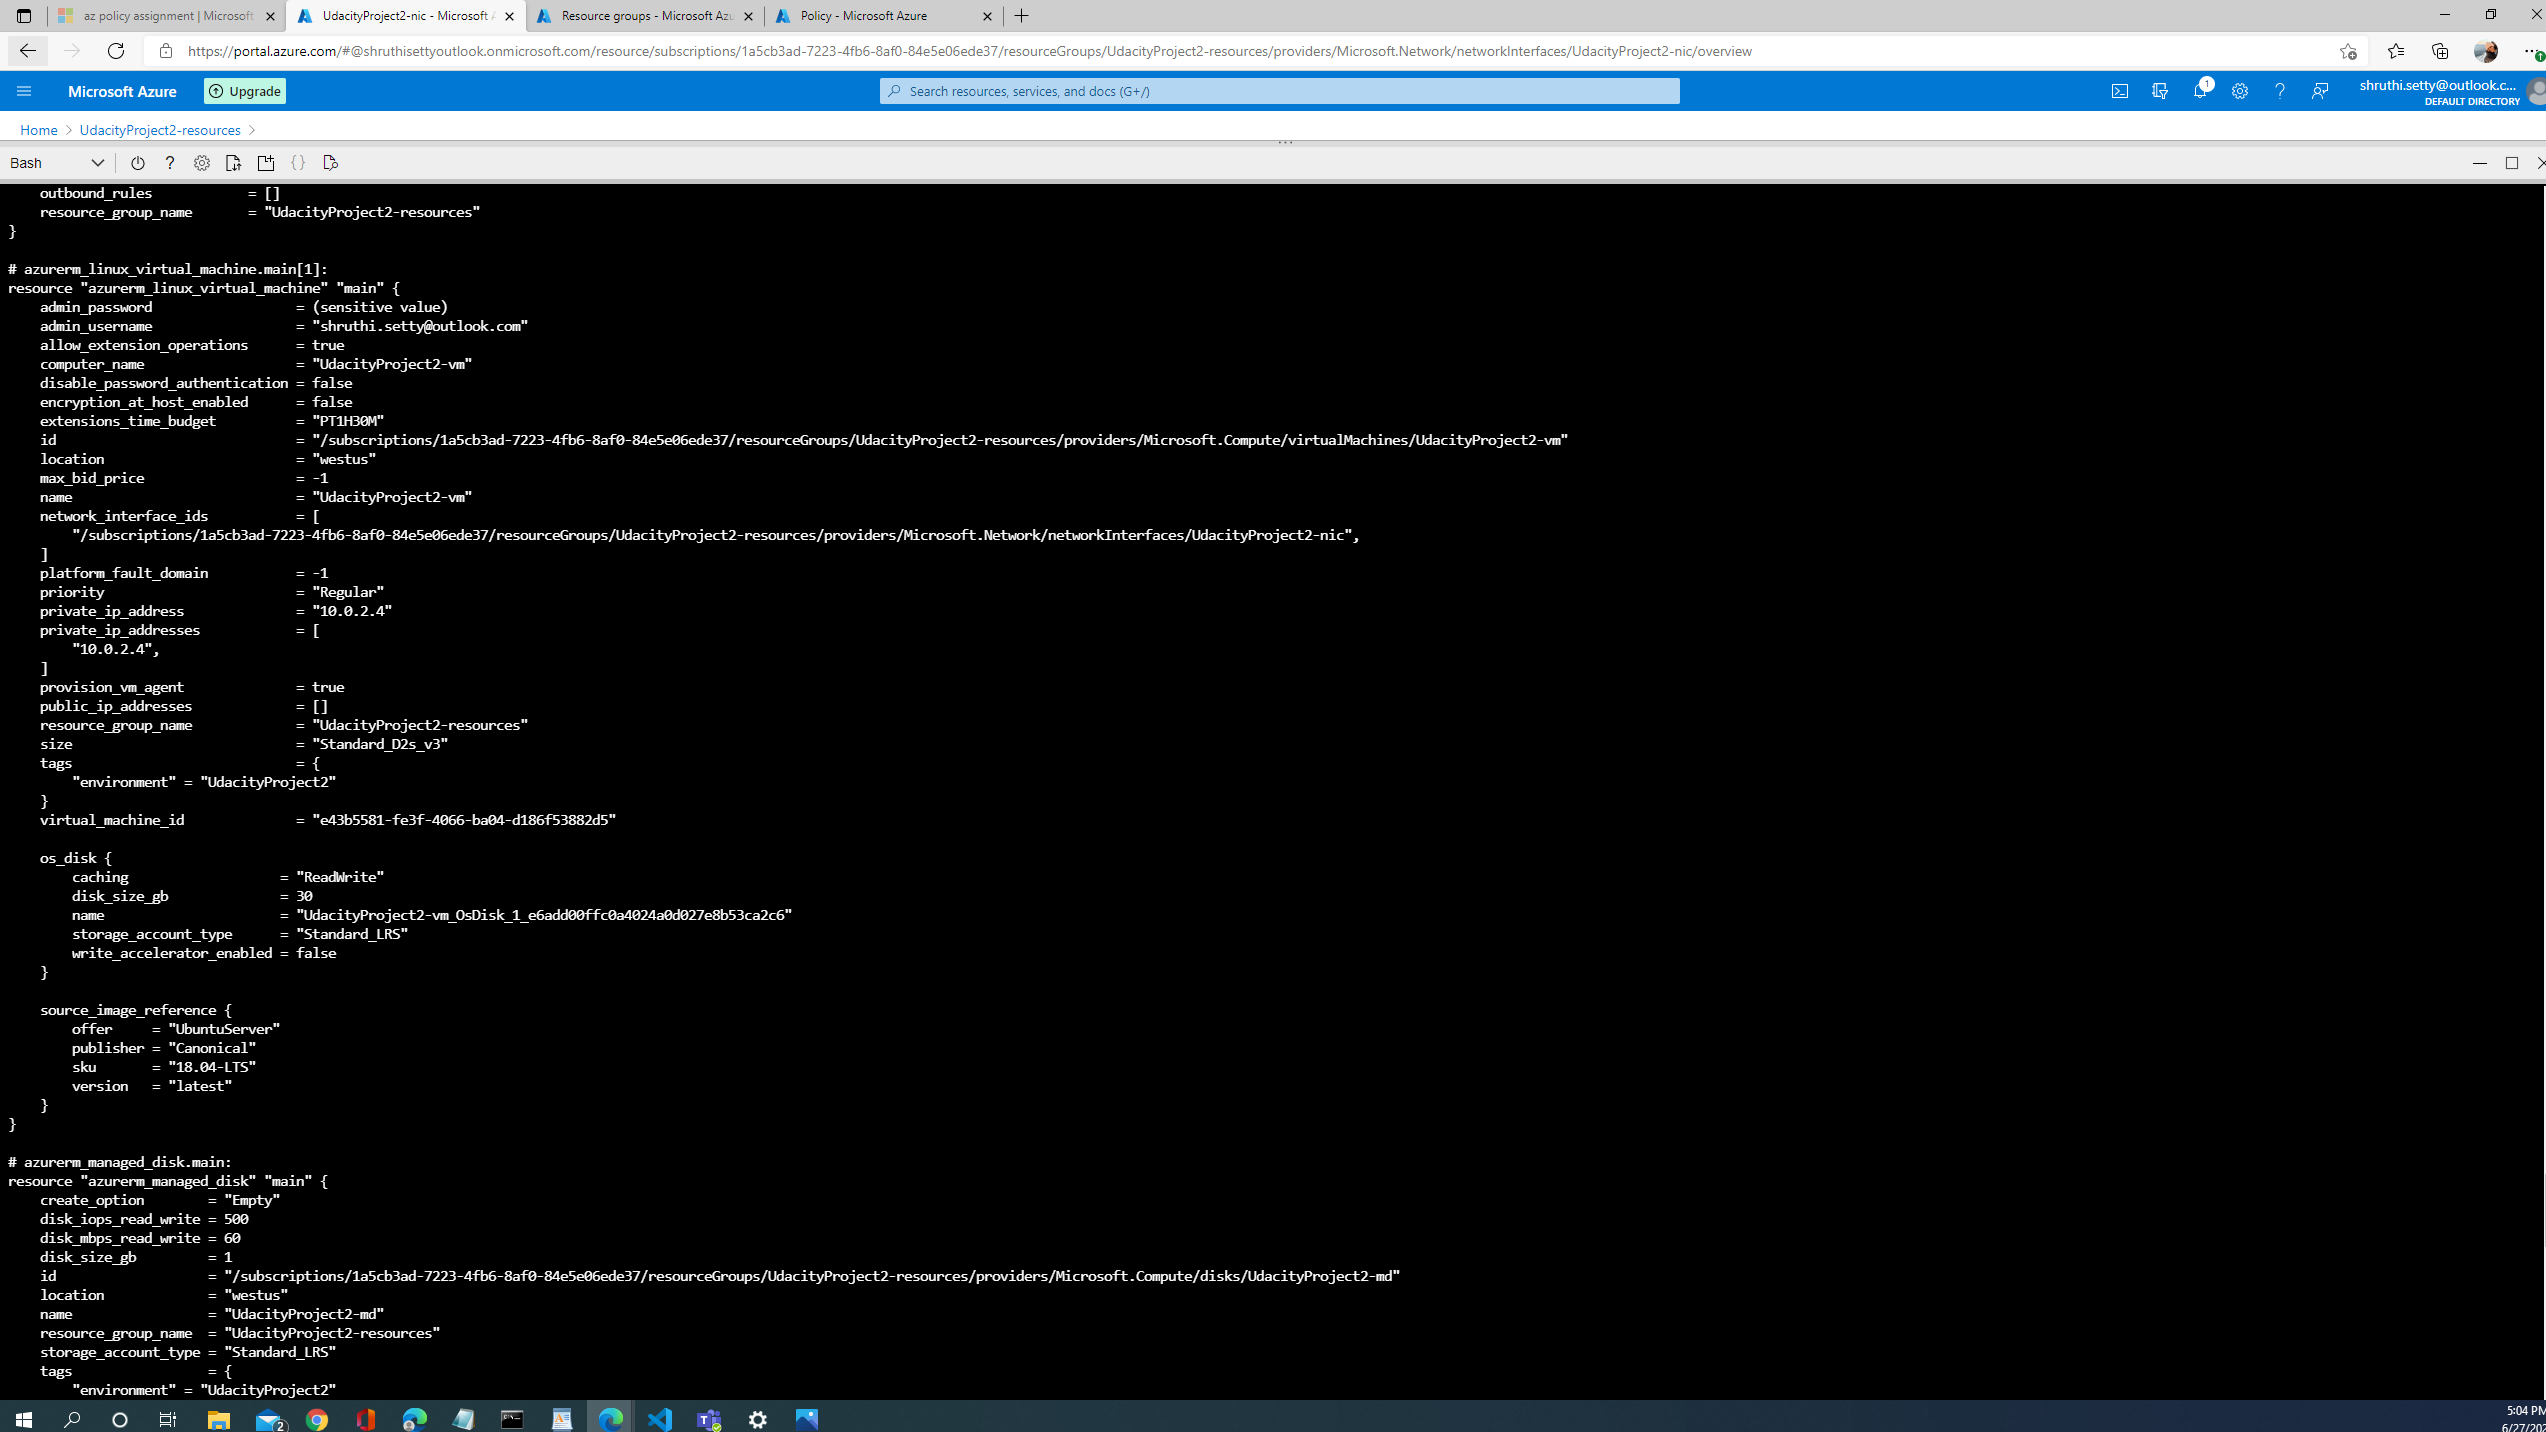 az policy assignment | Microsoft
UdacityProject2-nic - Microsoft A
Resource groups - Microsoft Azu
Policy - Microsoft Azure
https://portal.azure.com/#@shruthisettyoutlook.onmicrosoft.com/resource/subscriptions/1a5cb3ad-7223-4fb6-8af0-84e5e06ede37/resourceGroups/UdacityProject2-resources/providers/Microsoft.Network/networkInterfaces/UdacityProject2-nic/overview
Microsoft Azure
Upgrade
Search resources, services, and docs (G+/)
1
shruthi.setty@outlook.c...
DEFAULT DIRECTORY
Home > UdacityProject2-resources >
Bash
outbound_rules = []
resource_group_name = "UdacityProject2-resources"
}
# azurerm_linux_virtual_machine.main[1]:
resource "azurerm_linux_virtual_machine" "main" {
admin_password = (sensitive value)
admin_username = "shruthi.setty@outlook.com"
allow_extension_operations = true
computer_name = "UdacityProject2-vm"
disable_password_authentication = false
encryption_at_host_enabled = false
extensions_time_budget = "PT1H30M"
id = "/subscriptions/1a5cb3ad-7223-4fb6-8af0-84e5e06ede37/resourceGroups/UdacityProject2-resources/providers/Microsoft.Compute/virtualMachines/UdacityProject2-vm"
location = "westus"
max_bid_price = -1
name = "UdacityProject2-vm"
network_interface_ids = [
"/subscriptions/1a5cb3ad-7223-4fb6-8af0-84e5e06ede37/resourceGroups/UdacityProject2-resources/providers/Microsoft.Network/networkInterfaces/UdacityProject2-nic",
]
platform_fault_domain = -1
priority = "Regular"
private_ip_address = "10.0.2.4"
private_ip_addresses = [
"10.0.2.4",
]
provision_vm_agent = true
public_ip_addresses = []
resource_group_name = "UdacityProject2-resources"
size = "Standard_D2s_v3"
tags = {
"environment" = "UdacityProject2"
}
virtual_machine_id = "e43b5581-fe3f-4066-ba04-d186f53882d5"
os_disk {
caching = "ReadWrite"
disk_size_gb = 30
name = "UdacityProject2-vm_OsDisk_1_e6add00ffc0a4024a0d027e8b53ca2c6"
storage_account_type = "Standard_LRS"
write_accelerator_enabled = false
}
source_image_reference {
offer = "UbuntuServer"
publisher = "Canonical"
sku = "18.04-LTS"
version = "latest"
}
}
# azurerm_managed_disk.main:
resource "azurerm_managed_disk" "main" {
create_option = "Empty"
disk_iops_read_write = 500
disk_mbps_read_write = 60
disk_size_gb = 1
id = "/subscriptions/1a5cb3ad-7223-4fb6-8af0-84e5e06ede37/resourceGroups/UdacityProject2-resources/providers/Microsoft.Compute/disks/UdacityProject2-md"
location = "westus"
name = "UdacityProject2-md"
resource_group_name = "UdacityProject2-resources"
storage_account_type = "Standard_LRS"
tags = {
"environment" = "UdacityProject2"
2
5:04 PM
6/27/202